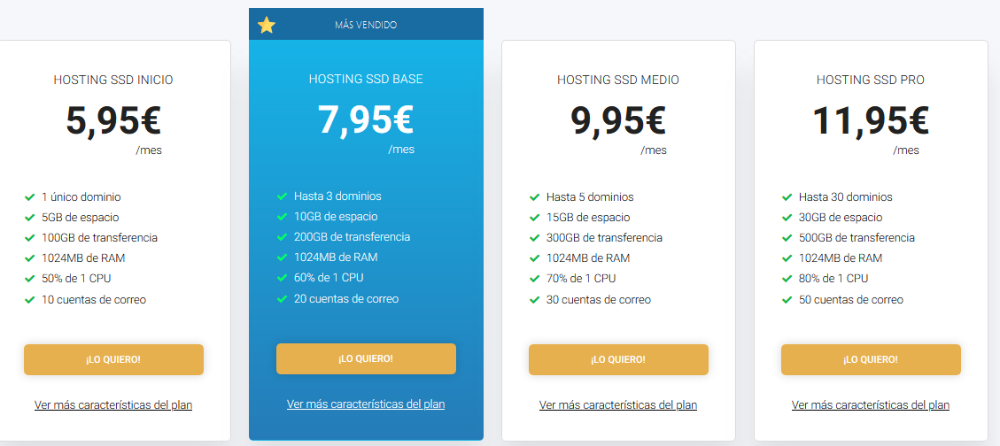 HOSTING SSD INICIO
5,95€
/mes
1 único dominio
5GB de espacio
100GB de transferencia
1024MB de RAM
50% de 1 CPU
10 cuentas de correo
¡LO QUIERO!
Ver más características del plan
MÁS VENDIDO
HOSTING SSD BASE
7,95€
/mes
Hasta 3 dominios
10GB de espacio
200GB de transferencia
1024MB de RAM
60% de 1 CPU
20 cuentas de correo
¡LO QUIERO!
Ver más características del plan
HOSTING SSD MEDIO
9,95€
/mes
Hasta 5 dominios
15GB de espacio
300GB de transferencia
1024MB de RAM
70% de 1 CPU
30 cuentas de correo
¡LO QUIERO!
Ver más características del plan
HOSTING SSD PRO
11,95€
/mes
Hasta 30 dominios
30GB de espacio
500GB de transferencia
1024MB de RAM
80% de 1 CPU
50 cuentas de correo
¡LO QUIERO!
Ver más características del plan